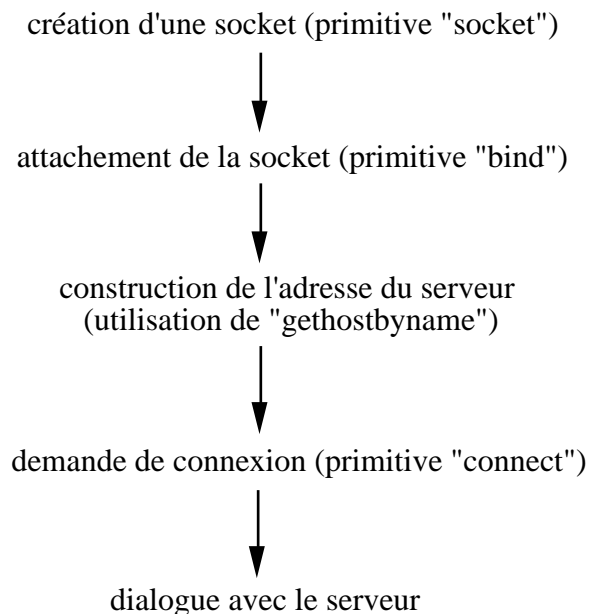 création d'une socket (primitive "socket")
attachement de la socket (primitive "bind")
construction de l'adresse du serveur
(utilisation de "gethostbyname")
demande de connexion (primitive "connect")
dialogue avec le serveur